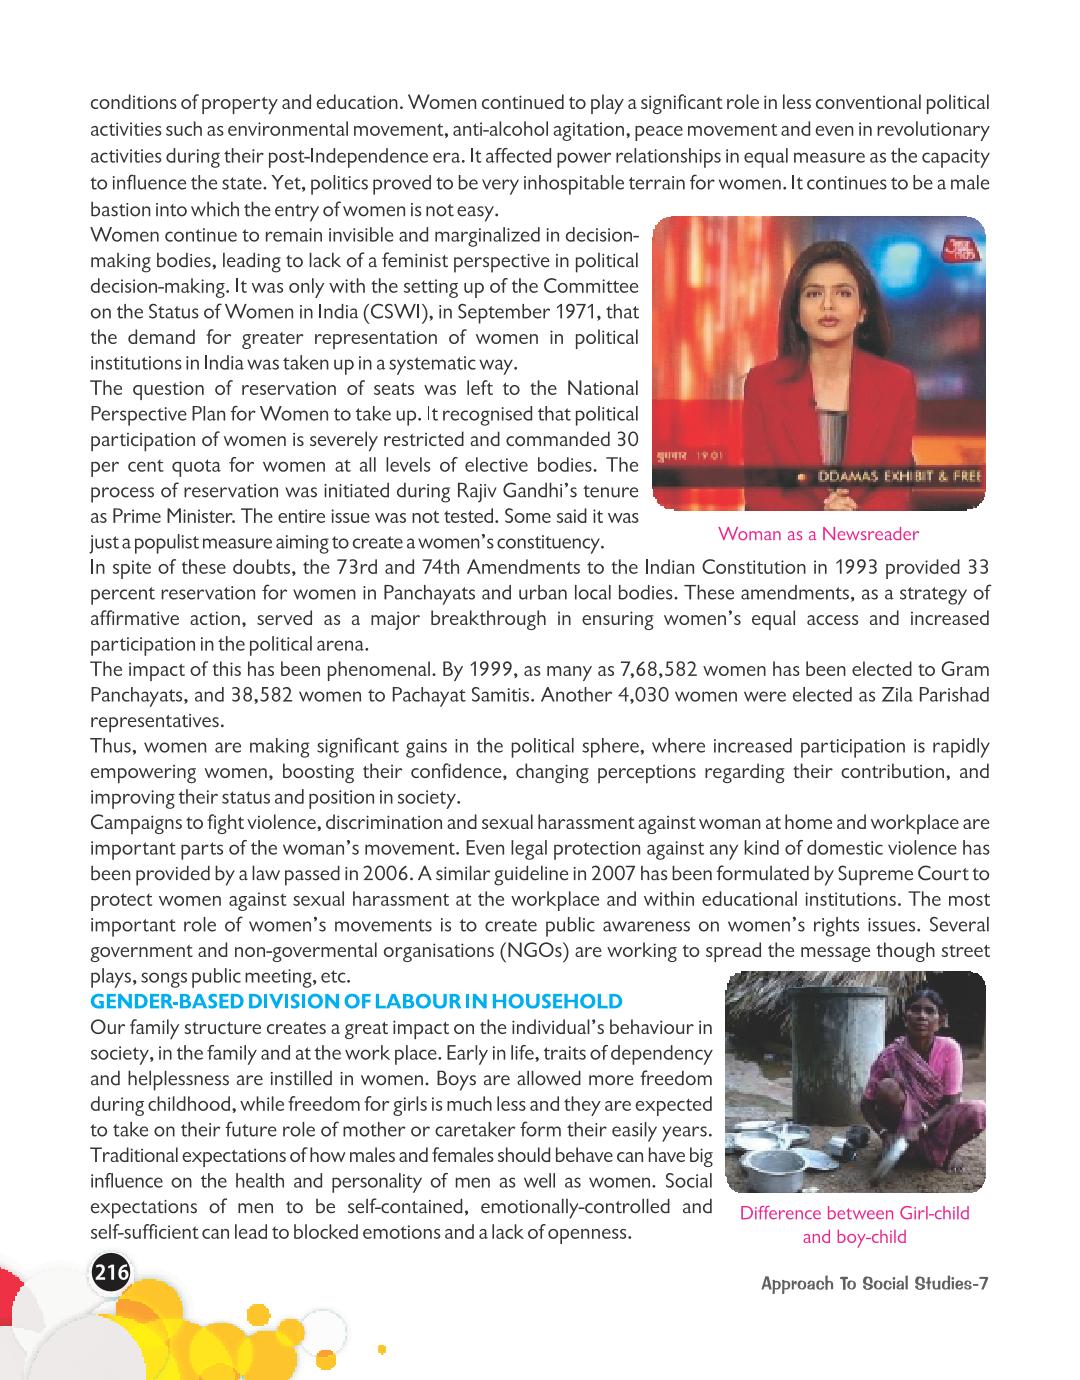 conditions of property and education. Women continued to play a significant role in less conventional political
activities such as environmental movement, anti-alcohol agitation, peace movement and even in revolutionary
activities during their post-Independence era. It affected power relationships in equal measure as the capacity
to influence the state. Yet, politics proved to be very inhospitable terrain for women. It continues to be a male
bastion into which the entry of women is not easy.
Women continue to remain invisible and marginalized in decision-
making bodies, leading to lack of a feminist perspective in political
decision-making. It was only with the setting up of the Committee
on the Status of Women in India (CSWI), in September 1971, that
the demand for greater representation of women in political
institutions in India was taken up in a systematic way.
The question of reservation of seats was left to the National
Perspective Plan for Women to take up. It recognised that political
participation of women is severely restricted and commanded 30
per cent quota for women at all levels of elective bodies. The
process of reservation was initiated during Rajiv Gandhi's tenure
as Prime Minister. The entire issue was not tested. Some said it was
just a populist measure aiming to create a women's constituency.
आज तक
बुधवार 19:01
DDAMAS EXHIBIT & FREE
Woman as a Newsreader
In spite of these doubts, the 73rd and 74th Amendments to the Indian Constitution in 1993 provided 33
percent reservation for women in Panchayats and urban local bodies. These amendments, as a strategy of
affirmative action, served as a major breakthrough in ensuring women's equal access and increased
participation in the political arena.
The impact of this has been phenomenal. By 1999, as many as 7,68,582 women has been elected to Gram
Panchayats, and 38,582 women to Pachayat Samitis. Another 4,030 women were elected as Zila Parishad
representatives.
Thus, women are making significant gains in the political sphere, where increased participation is rapidly
empowering women, boosting their confidence, changing perceptions regarding their contribution, and
improving their status and position in society.
Campaigns to fight violence, discrimination and sexual harassment against woman at home and workplace are
important parts of the woman's movement. Even legal protection against any kind of domestic violence has
been provided by a law passed in 2006. A similar guideline in 2007 has been formulated by Supreme Court to
protect women against sexual harassment at the workplace and within educational institutions. The most
important role of women's movements is to create public awareness on women's rights issues. Several
government and non-govermental organisations (NGOs) are working to spread the message though street
plays, songs public meeting, etc.
GENDER-BASED DIVISION OF LABOUR IN HOUSEHOLD
Our family structure creates a great impact on the individual's behaviour in
society, in the family and at the work place. Early in life, traits of dependency
and helplessness are instilled in women. Boys are allowed more freedom
during childhood, while freedom for girls is much less and they are expected
to take on their future role of mother or caretaker form their easily years.
Traditional expectations of how males and females should behave can have big
influence on the health and personality of men as well as women. Social
expectations of men to be self-contained, emotionally-controlled and
self-sufficient can lead to blocked emotions and a lack of openness.
Difference between Girl-child
and boy-child
216
Approach To Social Studies-7